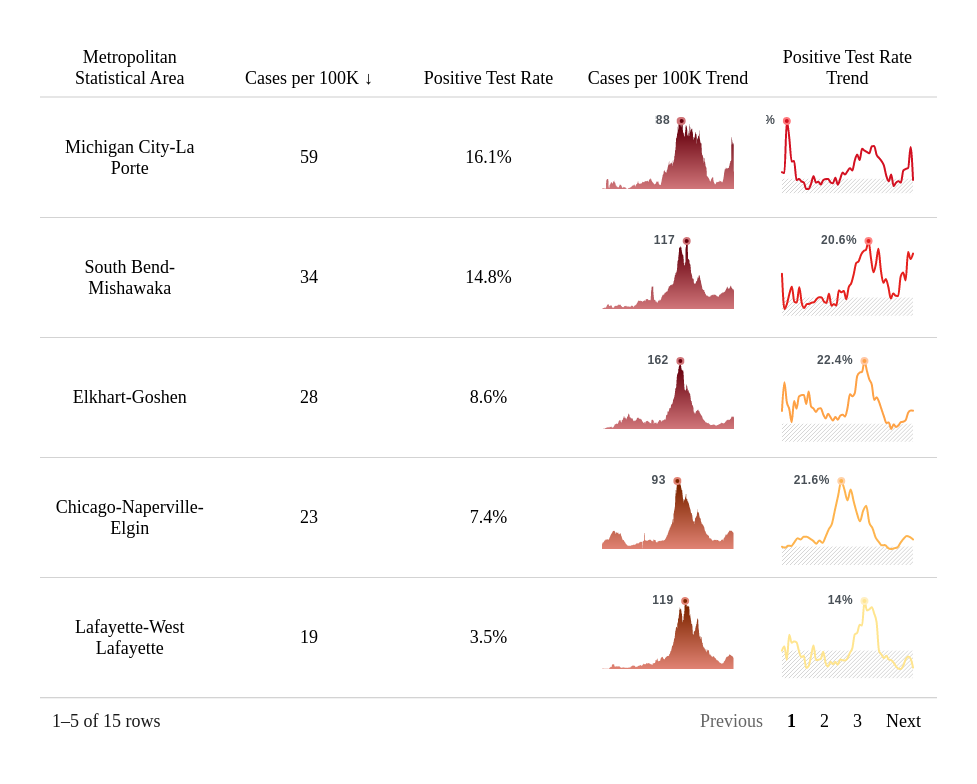 Metropolitan
Statistical Area
Cases per 100K ↓
Positive Test Rate
Cases per 100K Trend
Positive Test Rate
Trend
Michigan City-La
Porte
59
16.1%
88
%
South Bend-
Mishawaka
34
14.8%
117
20.6%
Elkhart-Goshen
28
8.6%
162
22.4%
Chicago-Naperville-
Elgin
23
7.4%
93
21.6%
Lafayette-West
Lafayette
19
3.5%
119
14%
1–5 of 15 rows
Previous 1 2 3 Next